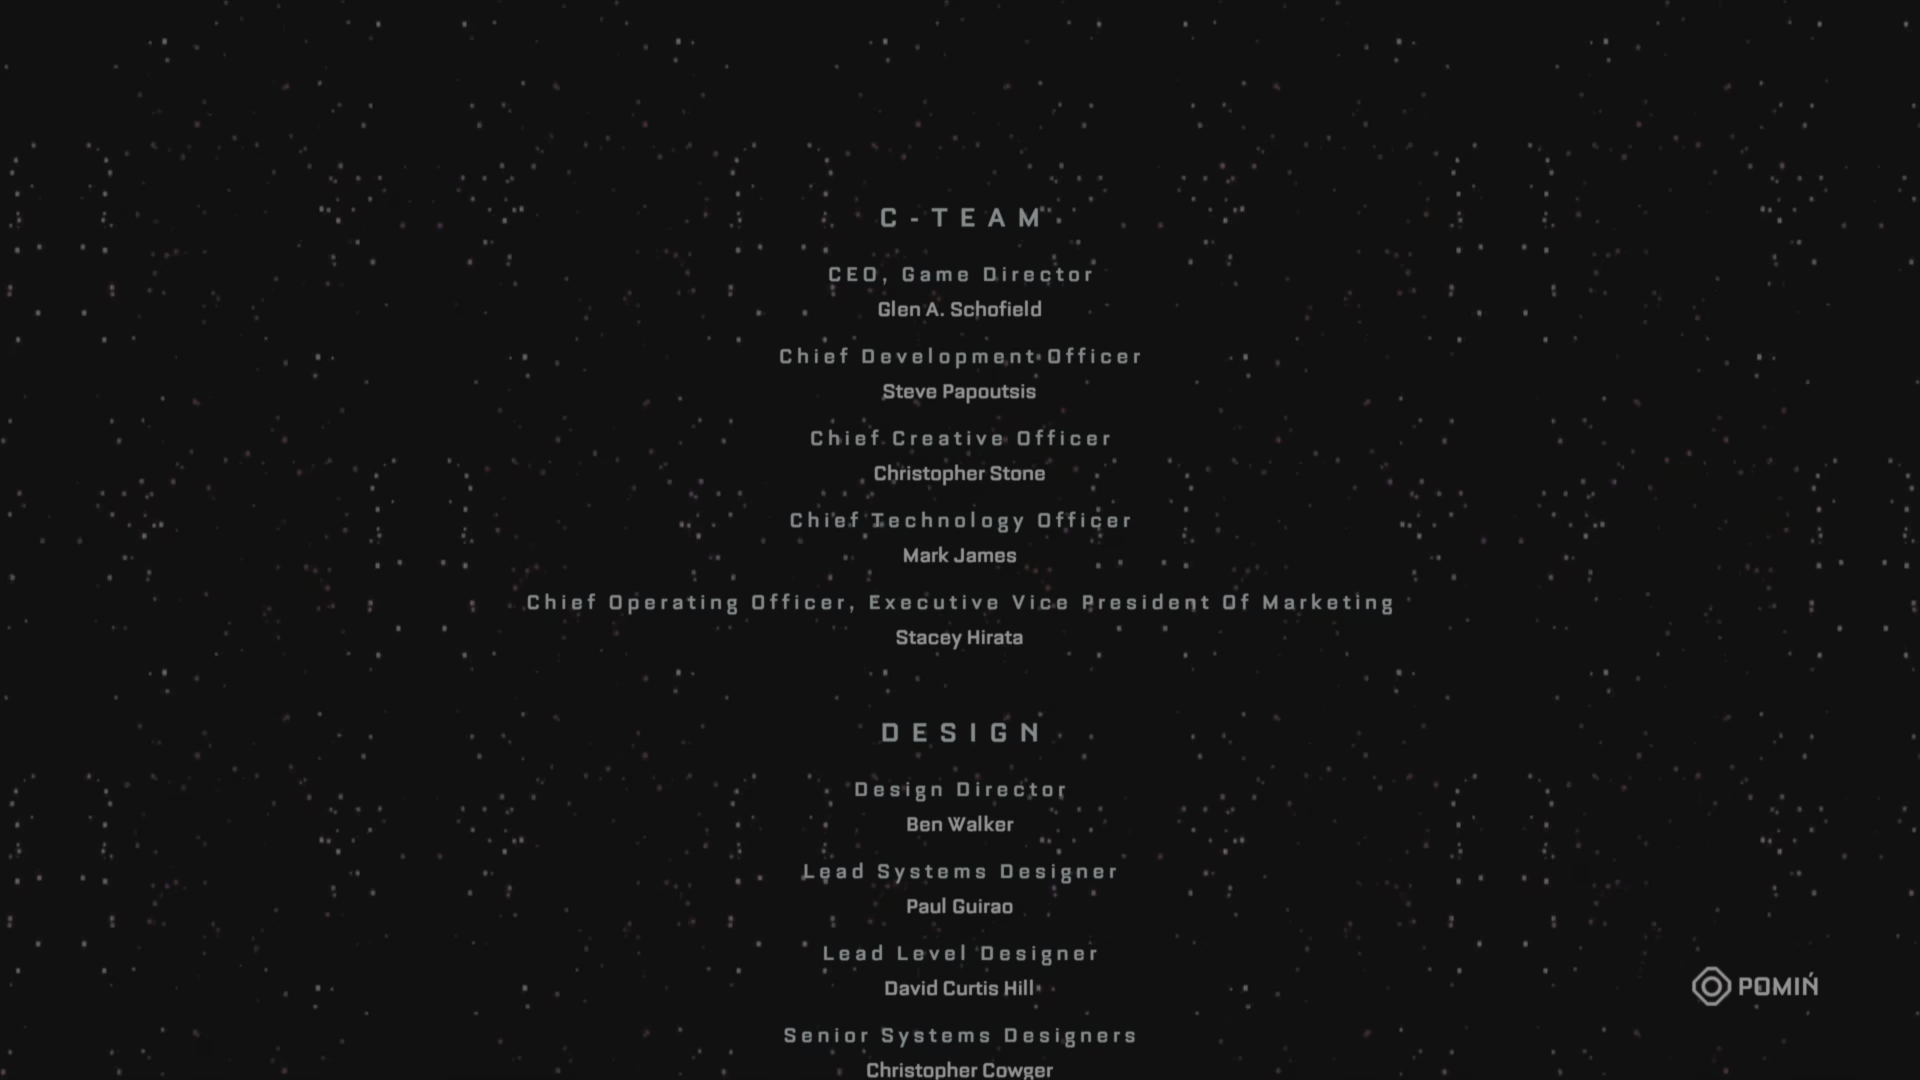 C-TEAM
CEO, Game Director
Glen A. Schofield
Chief Development Officer
Steve Papoutsis
Chief Creative Officer
Christopher Stone
Chief Technology Officer
Mark James
Chief Operating Officer, Executive Vice President Of Marketing
Stacey Hirata
DESIGN
Design Director
Ben Walker
Lead Systems Designer
Paul Guirao
Lead Level Designer
David Curtis Hill
POMIŃ
Senior Systems Designers
Christopher Cowger